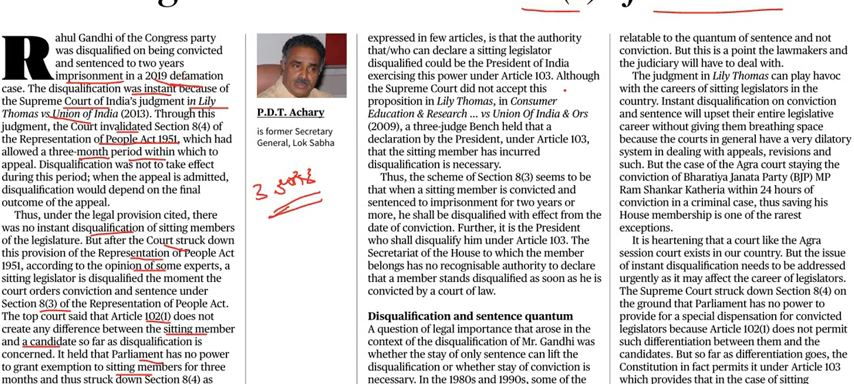 Rahul Gandhi of the Congress party
was disqualified on being convicted
and sentenced to two years
imprisonment in a 2019 defamation
case. The disqualification was instant because of
the Supreme Court of India's judgment in Lily
Thomas vs Union of India (2013). Through this
judgment, the Court invalidated Section 8(4) of
the Representation of People Act 1951, which had
allowed a three-month period within which to
appeal. Disqualification was not to take effect
during this period; when the appeal is admitted,
disqualification would depend on the final
outcome of the appeal.
Thus, under the legal provision cited, there
was no instant disqualification of sitting members
of the legislature. But after the Court struck down
this provision of the Representation of People Act
1951, according to the opinion of some experts, a
sitting legislator is disqualified the moment the
court orders conviction and sentence under
Section 8(3) of the Representation of People Act.
The top court said that Article 102(1) does not
create any difference between the sitting member
and a candidate so far as disqualification is
concerned. It held that Parliament has no power
to grant exemption to sitting members for three
months and thus struck down Section 8(4) as
P.D.T. Achary
is former Secretary
General, Lok Sabha
expressed in few articles, is that the authority
that/who can declare a sitting legislator
disqualified could be the President of India
exercising this power under Article 103. Although
the Supreme Court did not accept this
proposition in Lily Thomas, in Consumer
Education & Research ... vs Union Of India & Ors
(2009), a three-judge Bench held that a
declaration by the President, under Article 103,
that the sitting member has incurred
disqualification is necessary.
Thus, the scheme of Section 8(3) seems to be
that when a sitting member is convicted and
sentenced to imprisonment for two years or
more, he shall be disqualified with effect from the
date of conviction. Further, it is the President
who shall disqualify him under Article 103. The
Secretariat of the House to which the member
belongs has no recognisable authority to declare
that a member stands disqualified as soon as he is
convicted by a court of law.
Disqualification and sentence quantum
A question of legal importance that arose in the
context of the disqualification of Mr. Gandhi was
whether the stay of only sentence can lift the
disqualification or whether stay of conviction is
necessary. In the 1980s and 1990s, some of the
relatable to the quantum of sentence and not
conviction. But this is a point the lawmakers and
the judiciary will have to deal with.
The judgment in Lily Thomas can play havoc
with the careers of sitting legislators in the
country. Instant disqualification on conviction
and sentence will upset their entire legislative
career without giving them breathing space
because the courts in general have a very dilatory
system in dealing with appeals, revisions and
such. But the case of the Agra court staying the
conviction of Bharatiya Janata Party (BJP) MP
Ram Shankar Katheria within 24 hours of
conviction in a criminal case, thus saving his
House membership is one of the rarest
exceptions.
It is heartening that a court like the Agra
session court exists in our country. But the issue
of instant disqualification needs to be addressed
urgently as it may affect the career of legislators.
The Supreme Court struck down Section 8(4) on
the ground that Parliament has no power to
provide for a special dispensation for convicted
legislators because Article 102(1) does not permit
such differentiation between them and the
candidates. But so far as differentiation goes, the
Constitution in fact permits it under Article 103
which provides that in the case of sitting